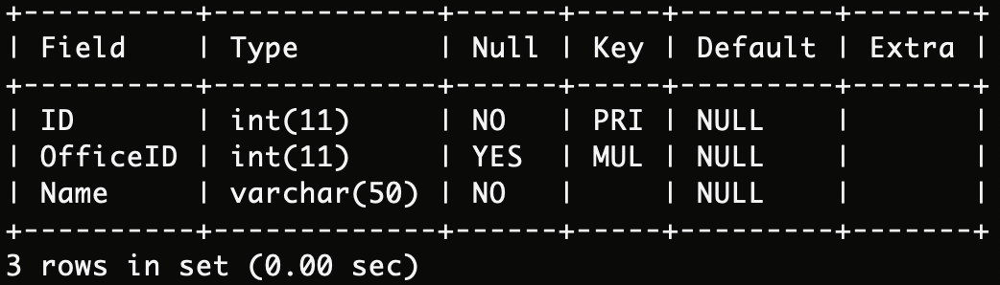 +----------+-------------+------+-----+---------+-------+
| Field    | Type        | Null | Key | Default | Extra |
+----------+-------------+------+-----+---------+-------+
| ID       | int(11)     | NO   | PRI | NULL    |       |
| OfficeID | int(11)     | YES  | MUL | NULL    |       |
| Name     | varchar(50) | NO   |     | NULL    |       |
+----------+-------------+------+-----+---------+-------+
3 rows in set (0.00 sec)